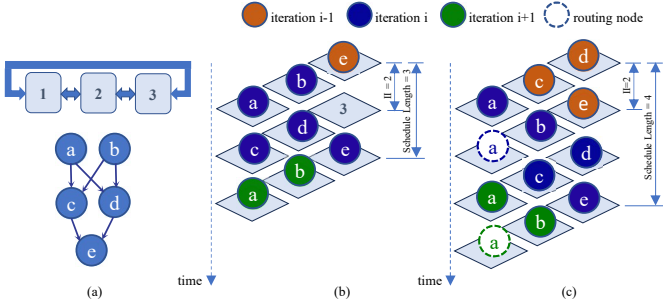 iteration i-1
iteration i
iteration i+1
routing node
1
2
3
a
b
c
d
e
(a)
e
b
a
3
d
c
e
b
a
II = 2
Schedule Length = 3
time
(b)
d
c
a
e
b
a
d
c
a
e
b
a
II=2
Schedule Length = 4
time
(c)